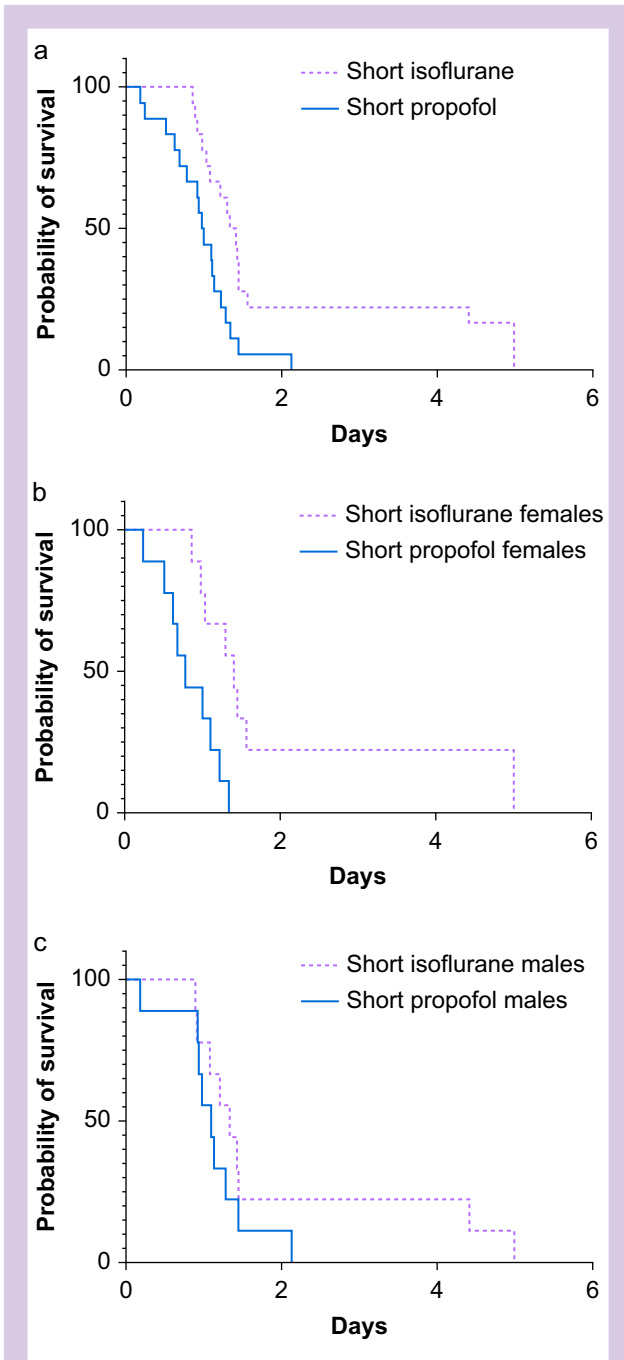 a
Short isoflurane
Short propofol
100
50
0
Probability of survival
0 2 4 6
Days
b
Short isoflurane females
Short propofol females
100
50
0
Probability of survival
0 2 4 6
Days
c
Short isoflurane males
Short propofol males
100
50
0
Probability of survival
0 2 4 6
Days